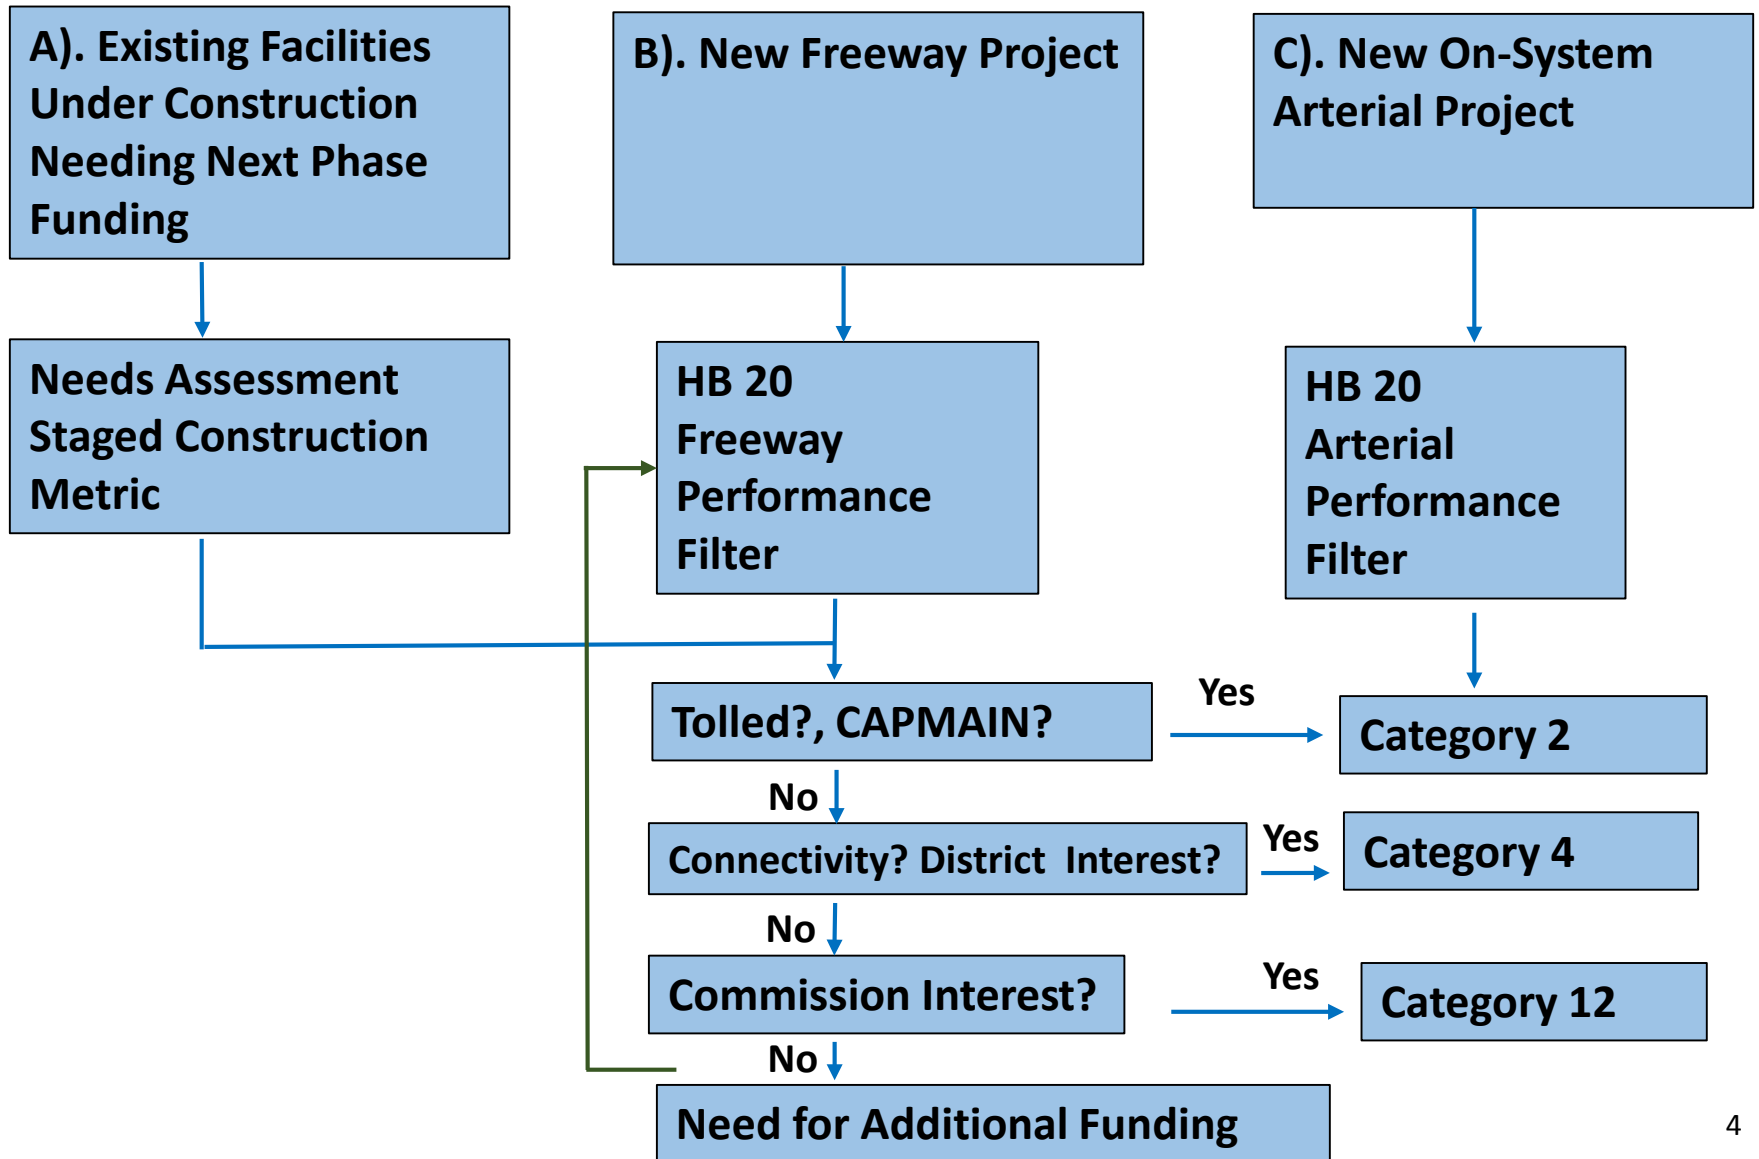 A). Existing Facilities
Under Construction
Needing Next Phase
Funding
B). New Freeway Project
C). New On-System
Arterial Project
Needs Assessment
Staged Construction
Metric
HB 20
Freeway
Performance
Filter
HB 20
Arterial
Performance
Filter
Tolled?, CAPMAIN?
Yes
Category 2
No
Connectivity? District  Interest?
Yes
Category 4
No
Commission Interest?
Yes
Category 12
No
Need for Additional Funding
4